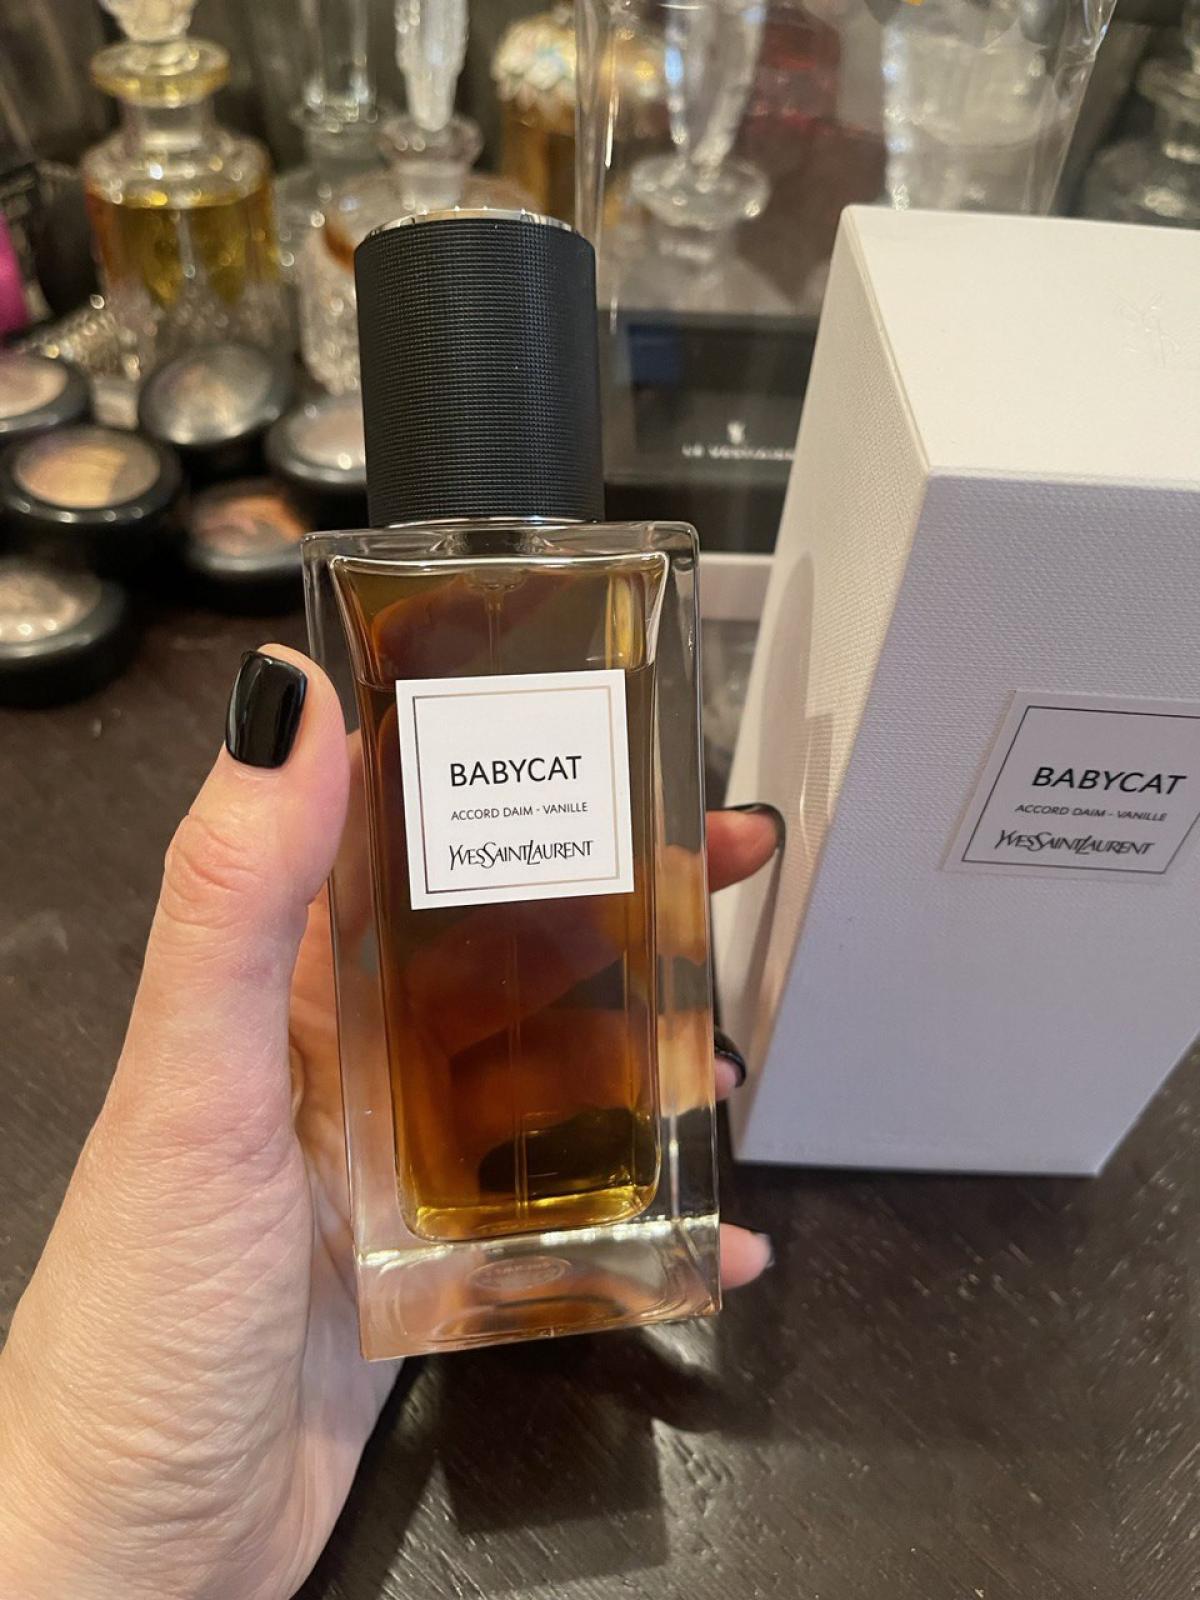 BABYCAT
ACCORD DAIM - VANILLE
YVESSAINTLAURENT
BABYCAT
ACCORD DAIM - VANILLE
YVESSAINTLAURENT